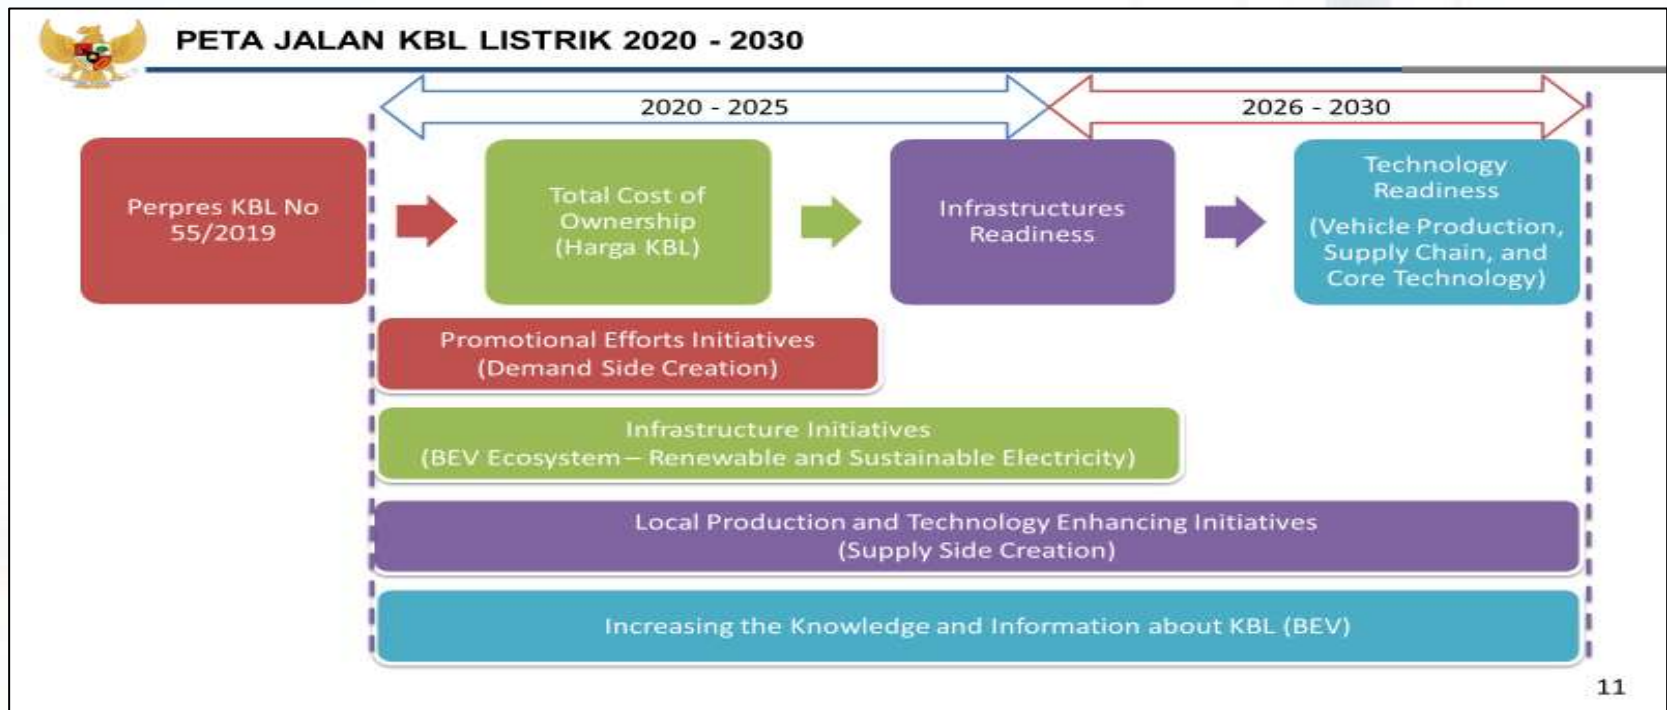 PETA JALAN KBL LISTRIK 2020 - 2030
2020 - 2025
2026 - 2030
Perpres KBL No
55/2019
Total Cost of
Ownership
(Harga KBL)
Infrastructures
Readiness
Technology
Readiness
(Vehicle Production,
Supply Chain, and
Core Technology)
Promotional Efforts Initiatives
(Demand Side Creation)
Infrastructure Initiatives
(BEV Ecosystem – Renewable and Sustainable Electricity)
Local Production and Technology Enhancing Initiatives
(Supply Side Creation)
Increasing the Knowledge and Information about KBL (BEV)
11